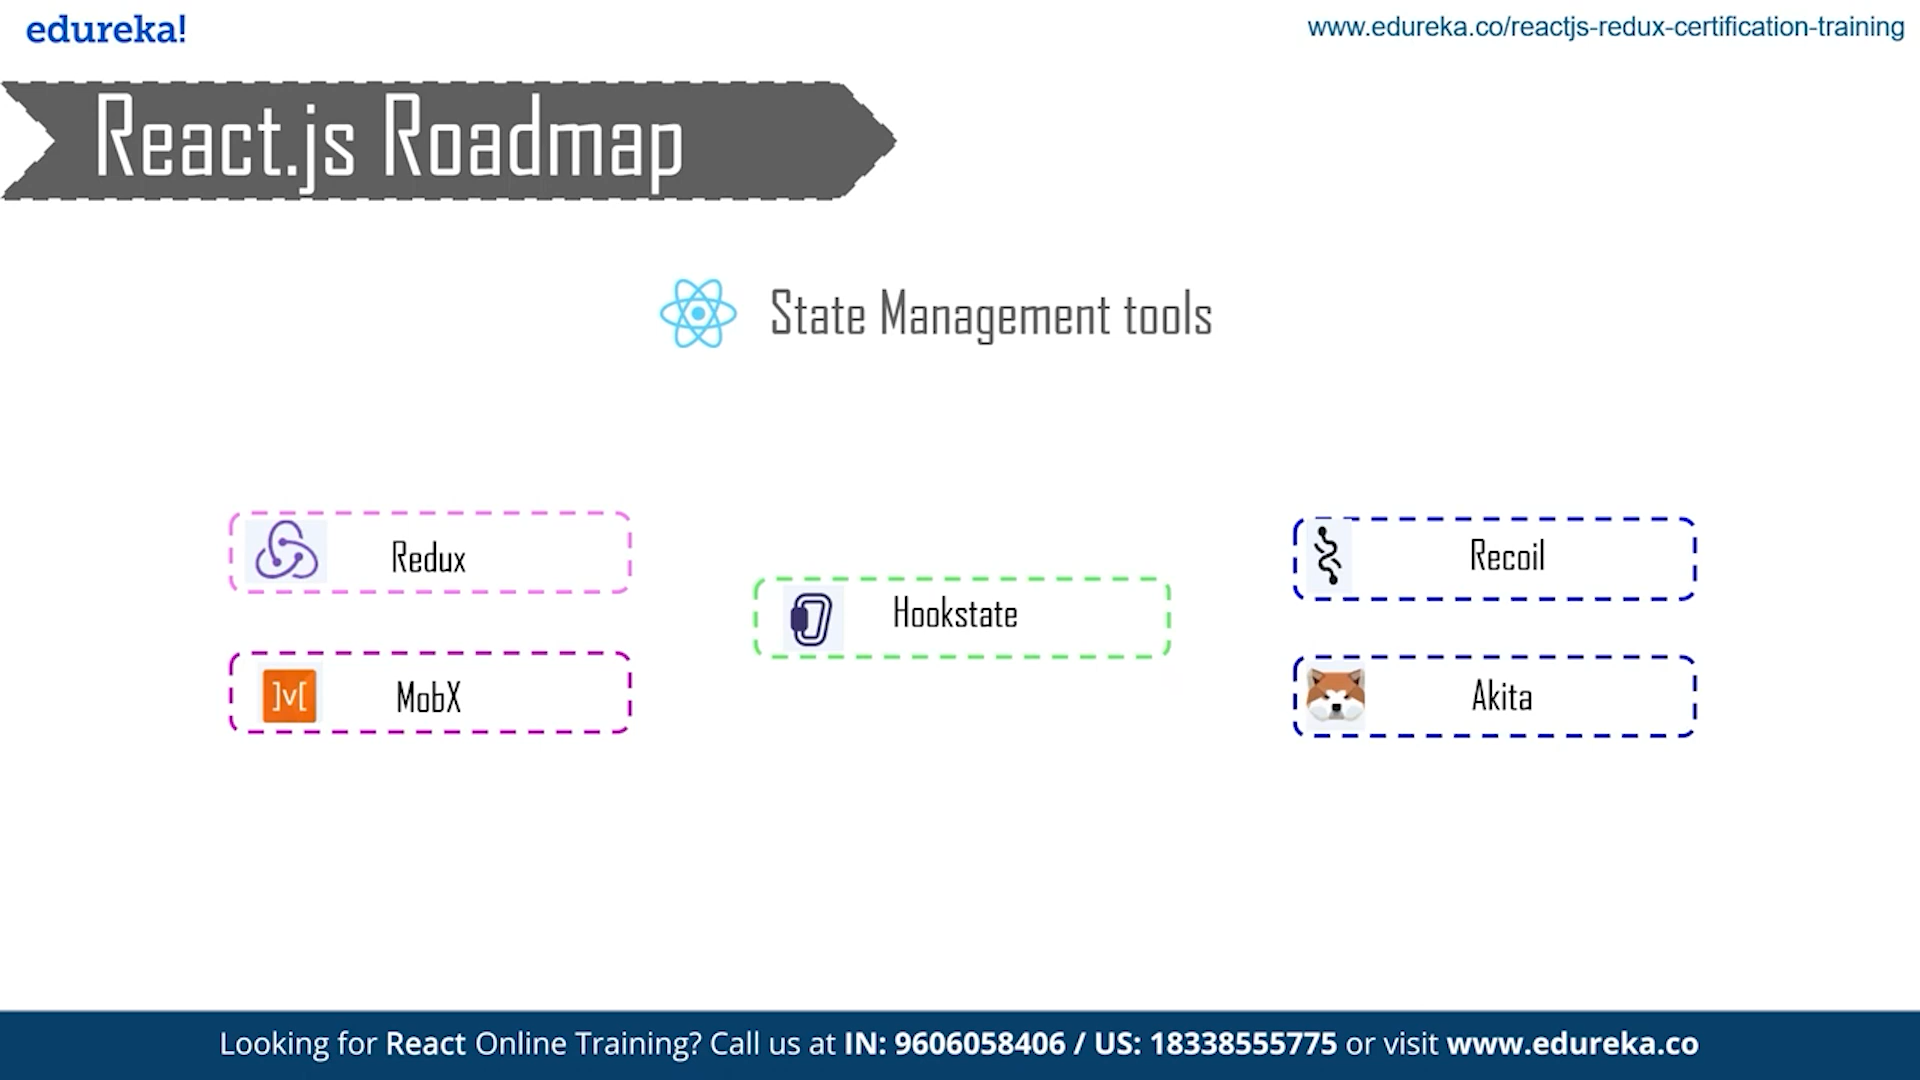 edureka!
www.edureka.co/reactjs-redux-certification-training
React.js Roadmap
State Management tools
Redux
MobX
Hookstate
Recoil
Akita
Looking for React Online Training? Call us at IN: 9606058406 / US: 18338555775 or visit www.edureka.co